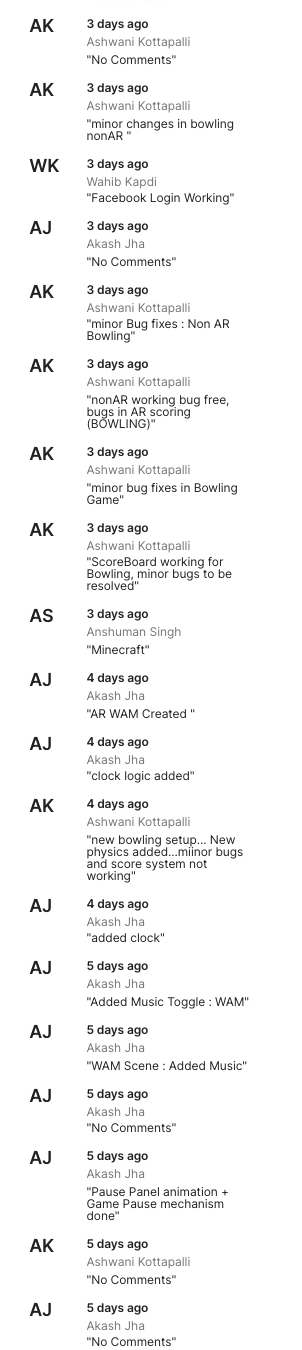 AK
3 days ago
Ashwani Kottapalli
"No Comments"
AK
3 days ago
Ashwani Kottapalli
"minor changes in bowling
nonAR "
WK
3 days ago
Wahib Kapdi
"Facebook Login Working"
AJ
3 days ago
Akash Jha
"No Comments"
AK
3 days ago
Ashwani Kottapalli
"minor Bug fixes : Non AR
Bowling"
AK
3 days ago
Ashwani Kottapalli
"nonAR working bug free,
bugs in AR scoring
(BOWLING)"
AK
3 days ago
Ashwani Kottapalli
"minor bug fixes in Bowling
Game"
AK
3 days ago
Ashwani Kottapalli
"ScoreBoard working for
Bowling, minor bugs to be
resolved"
AS
3 days ago
Anshuman Singh
"Minecraft"
AJ
4 days ago
Akash Jha
"AR WAM Created "
AJ
4 days ago
Akash Jha
"clock logic added"
AK
4 days ago
Ashwani Kottapalli
"new bowling setup... New
physics added...miinor bugs
and score system not
working"
AJ
4 days ago
Akash Jha
"added clock"
AJ
5 days ago
Akash Jha
"Added Music Toggle : WAM"
AJ
5 days ago
Akash Jha
"WAM Scene : Added Music"
AJ
5 days ago
Akash Jha
"No Comments"
AJ
5 days ago
Akash Jha
"Pause Panel animation +
Game Pause mechanism
done"
AK
5 days ago
Ashwani Kottapalli
"No Comments"
AJ
5 days ago
Akash Jha
"No Comments"